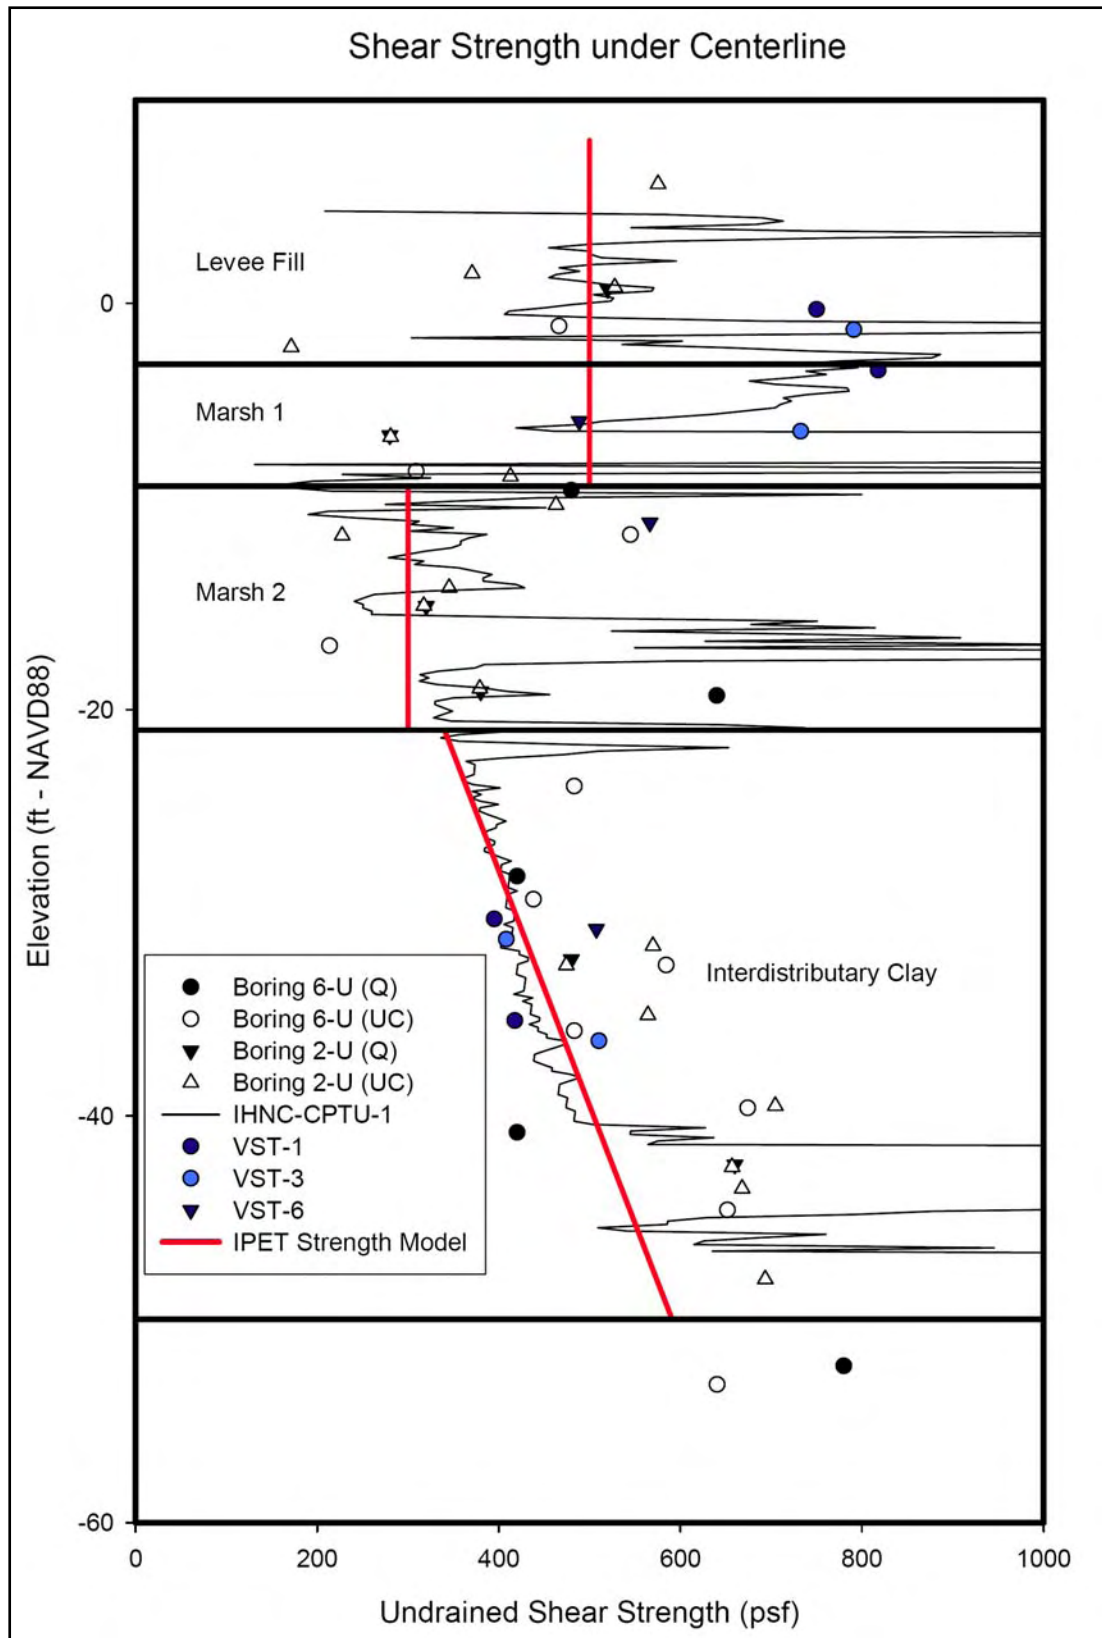 Shear Strength under Centerline
Levee Fill
0
Marsh 1
Marsh 2
-20
Elevation (ft - NAVD88)
Interdistributary Clay
Boring 6-U (Q)
Boring 6-U (UC)
Boring 2-U (Q)
Boring 2-U (UC)
IHNC-CPTU-1
-40
VST-1
VST-3
VST-6
IPET Strength Model
-60
0 200 400 600 800 1000
Undrained Shear Strength (psf)